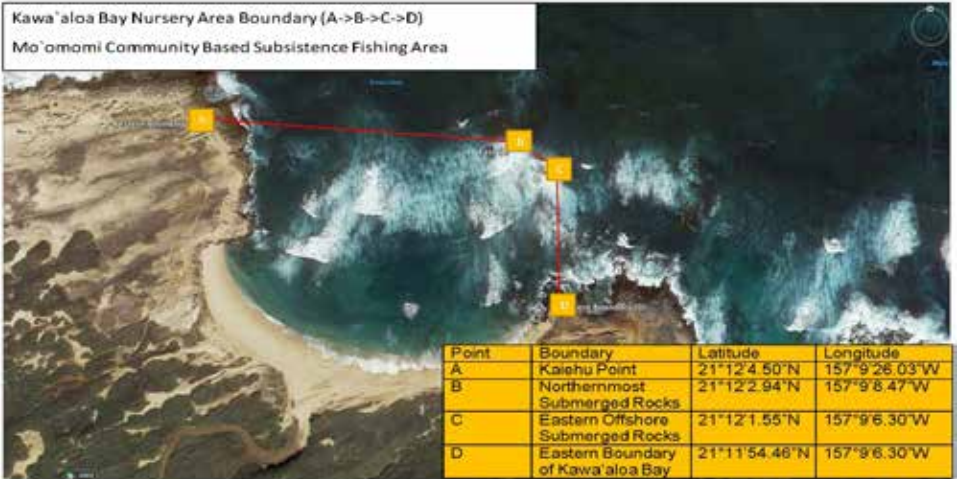 Kawa`aloa Bay Nursery Area Boundary (A->B->C->D)
Mo`omomi Community Based Subsistence Fishing Area
A
B
C
D
Point Boundary Latitude Longitude
A Kaiehu Point 21°12'4.50"N 157°9'26.03"W
B Northernmost Submerged Rocks 21°12'2.94"N 157°9'8.47"W
C Eastern Offshore Submerged Rocks 21°12'1.55"N 157°9'6.30"W
D Eastern Boundary of Kawa'aloa Bay 21°11'54.46"N 157°9'6.30"W